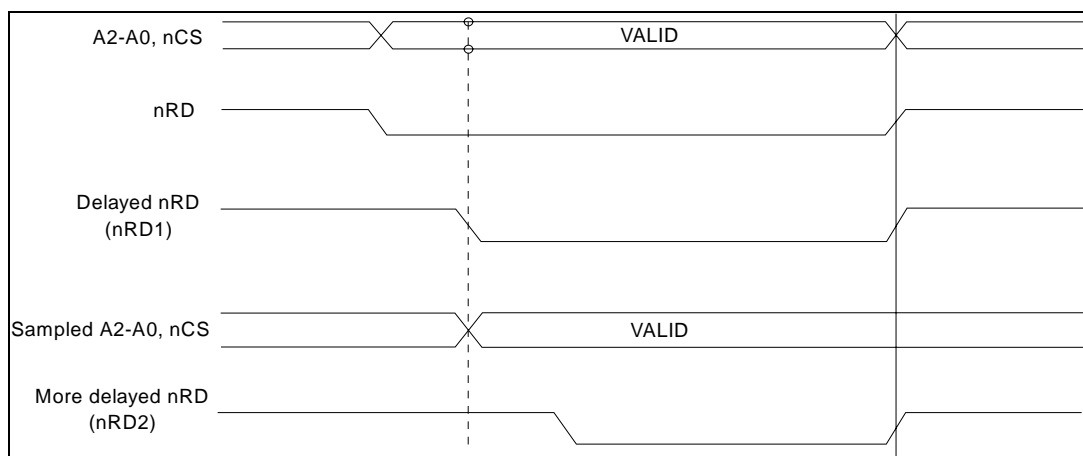 A2-A0, nCS
VALID
nRD
Delayed nRD
(nRD1)
Sampled A2-A0, nCS
VALID
More delayed nRD
(nRD2)